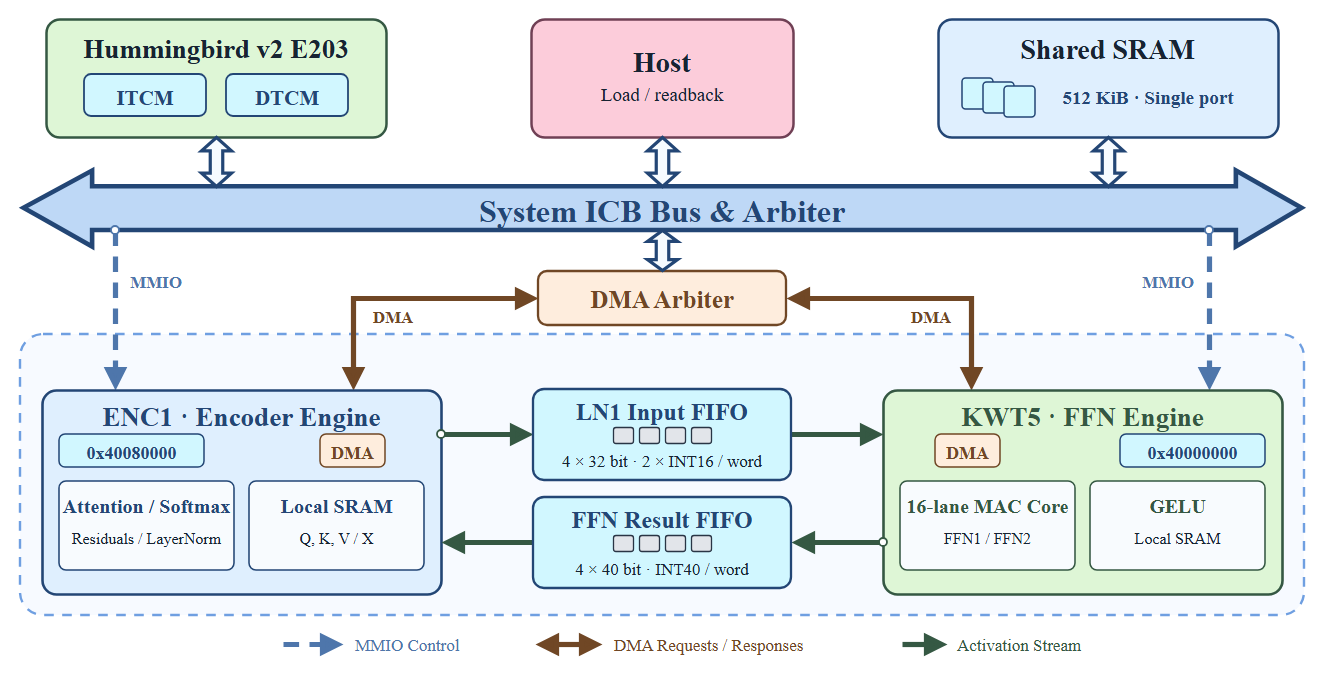 Hummingbird v2 E203
ITCM
DTCM
Host
Load / readback
Shared SRAM
512 KiB · Single port
System ICB Bus & Arbiter
MMIO
MMIO
DMA Arbiter
DMA
DMA
ENC1 · Encoder Engine
0x40080000
DMA
Attention / Softmax
Residuals / LayerNorm
Local SRAM
Q, K, V / X
LN1 Input FIFO
4 × 32 bit · 2 × INT16 / word
FFN Result FIFO
4 × 40 bit · INT40 / word
KWT5 · FFN Engine
DMA
0x40000000
16-lane MAC Core
FFN1 / FFN2
GELU
Local SRAM
MMIO Control
DMA Requests / Responses
Activation Stream